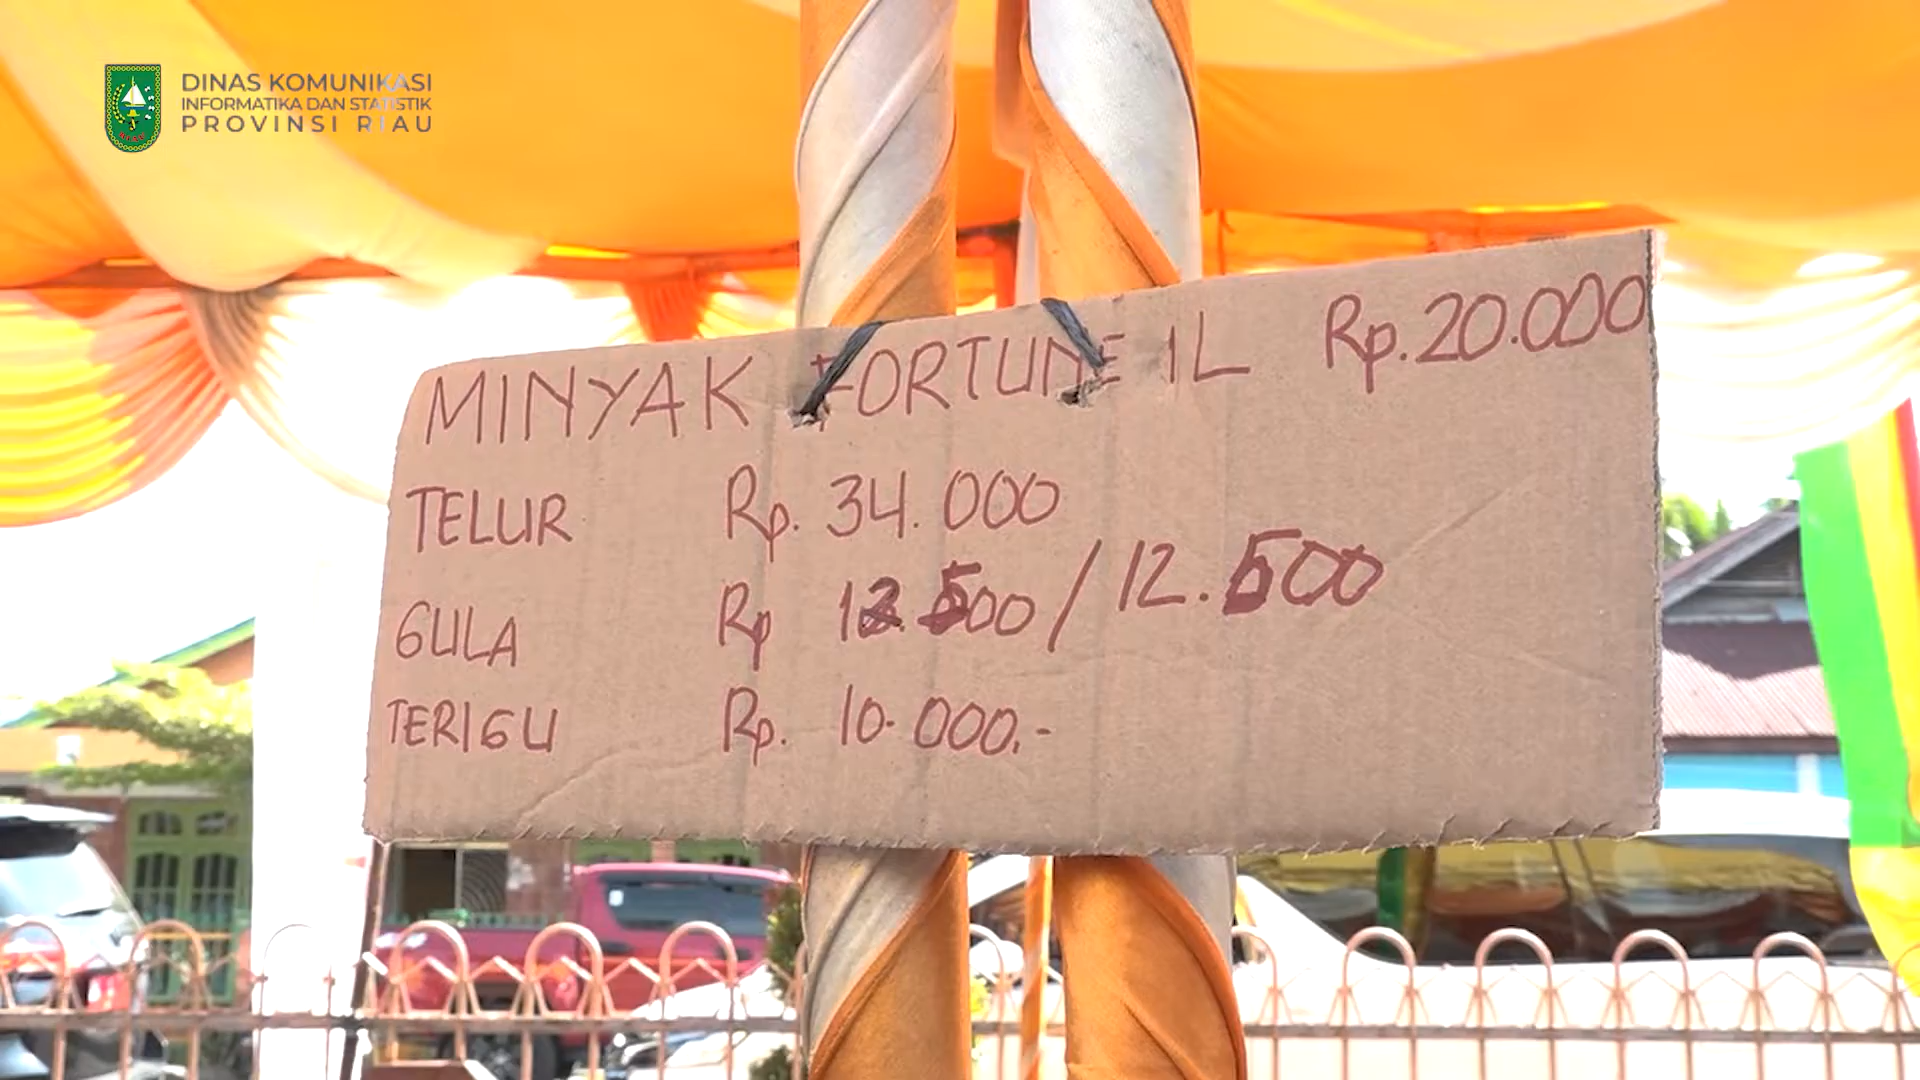 DINAS KOMUNIKASI
INFORMATIKA DAN STATISTIK
PROVINSI RIAU
MINYAK FORTUNE 1L Rp. 20.000
TELUR Rp. 34.000
GULA Rp 12.500 / 12.500
TERIGU Rp. 10.000.-